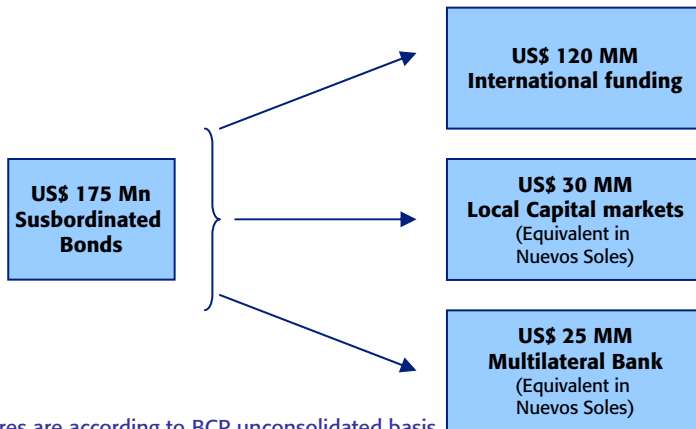 US$ 120 MM
International funding
US$ 175 Mn
Susbordinated
Bonds
US$ 30 MM
Local Capital markets
(Equivalent in
Nuevos Soles)
US$ 25 MM
Multilateral Bank
(Equivalent in
Nuevos Soles)
are according to BCP unconsolidated basis